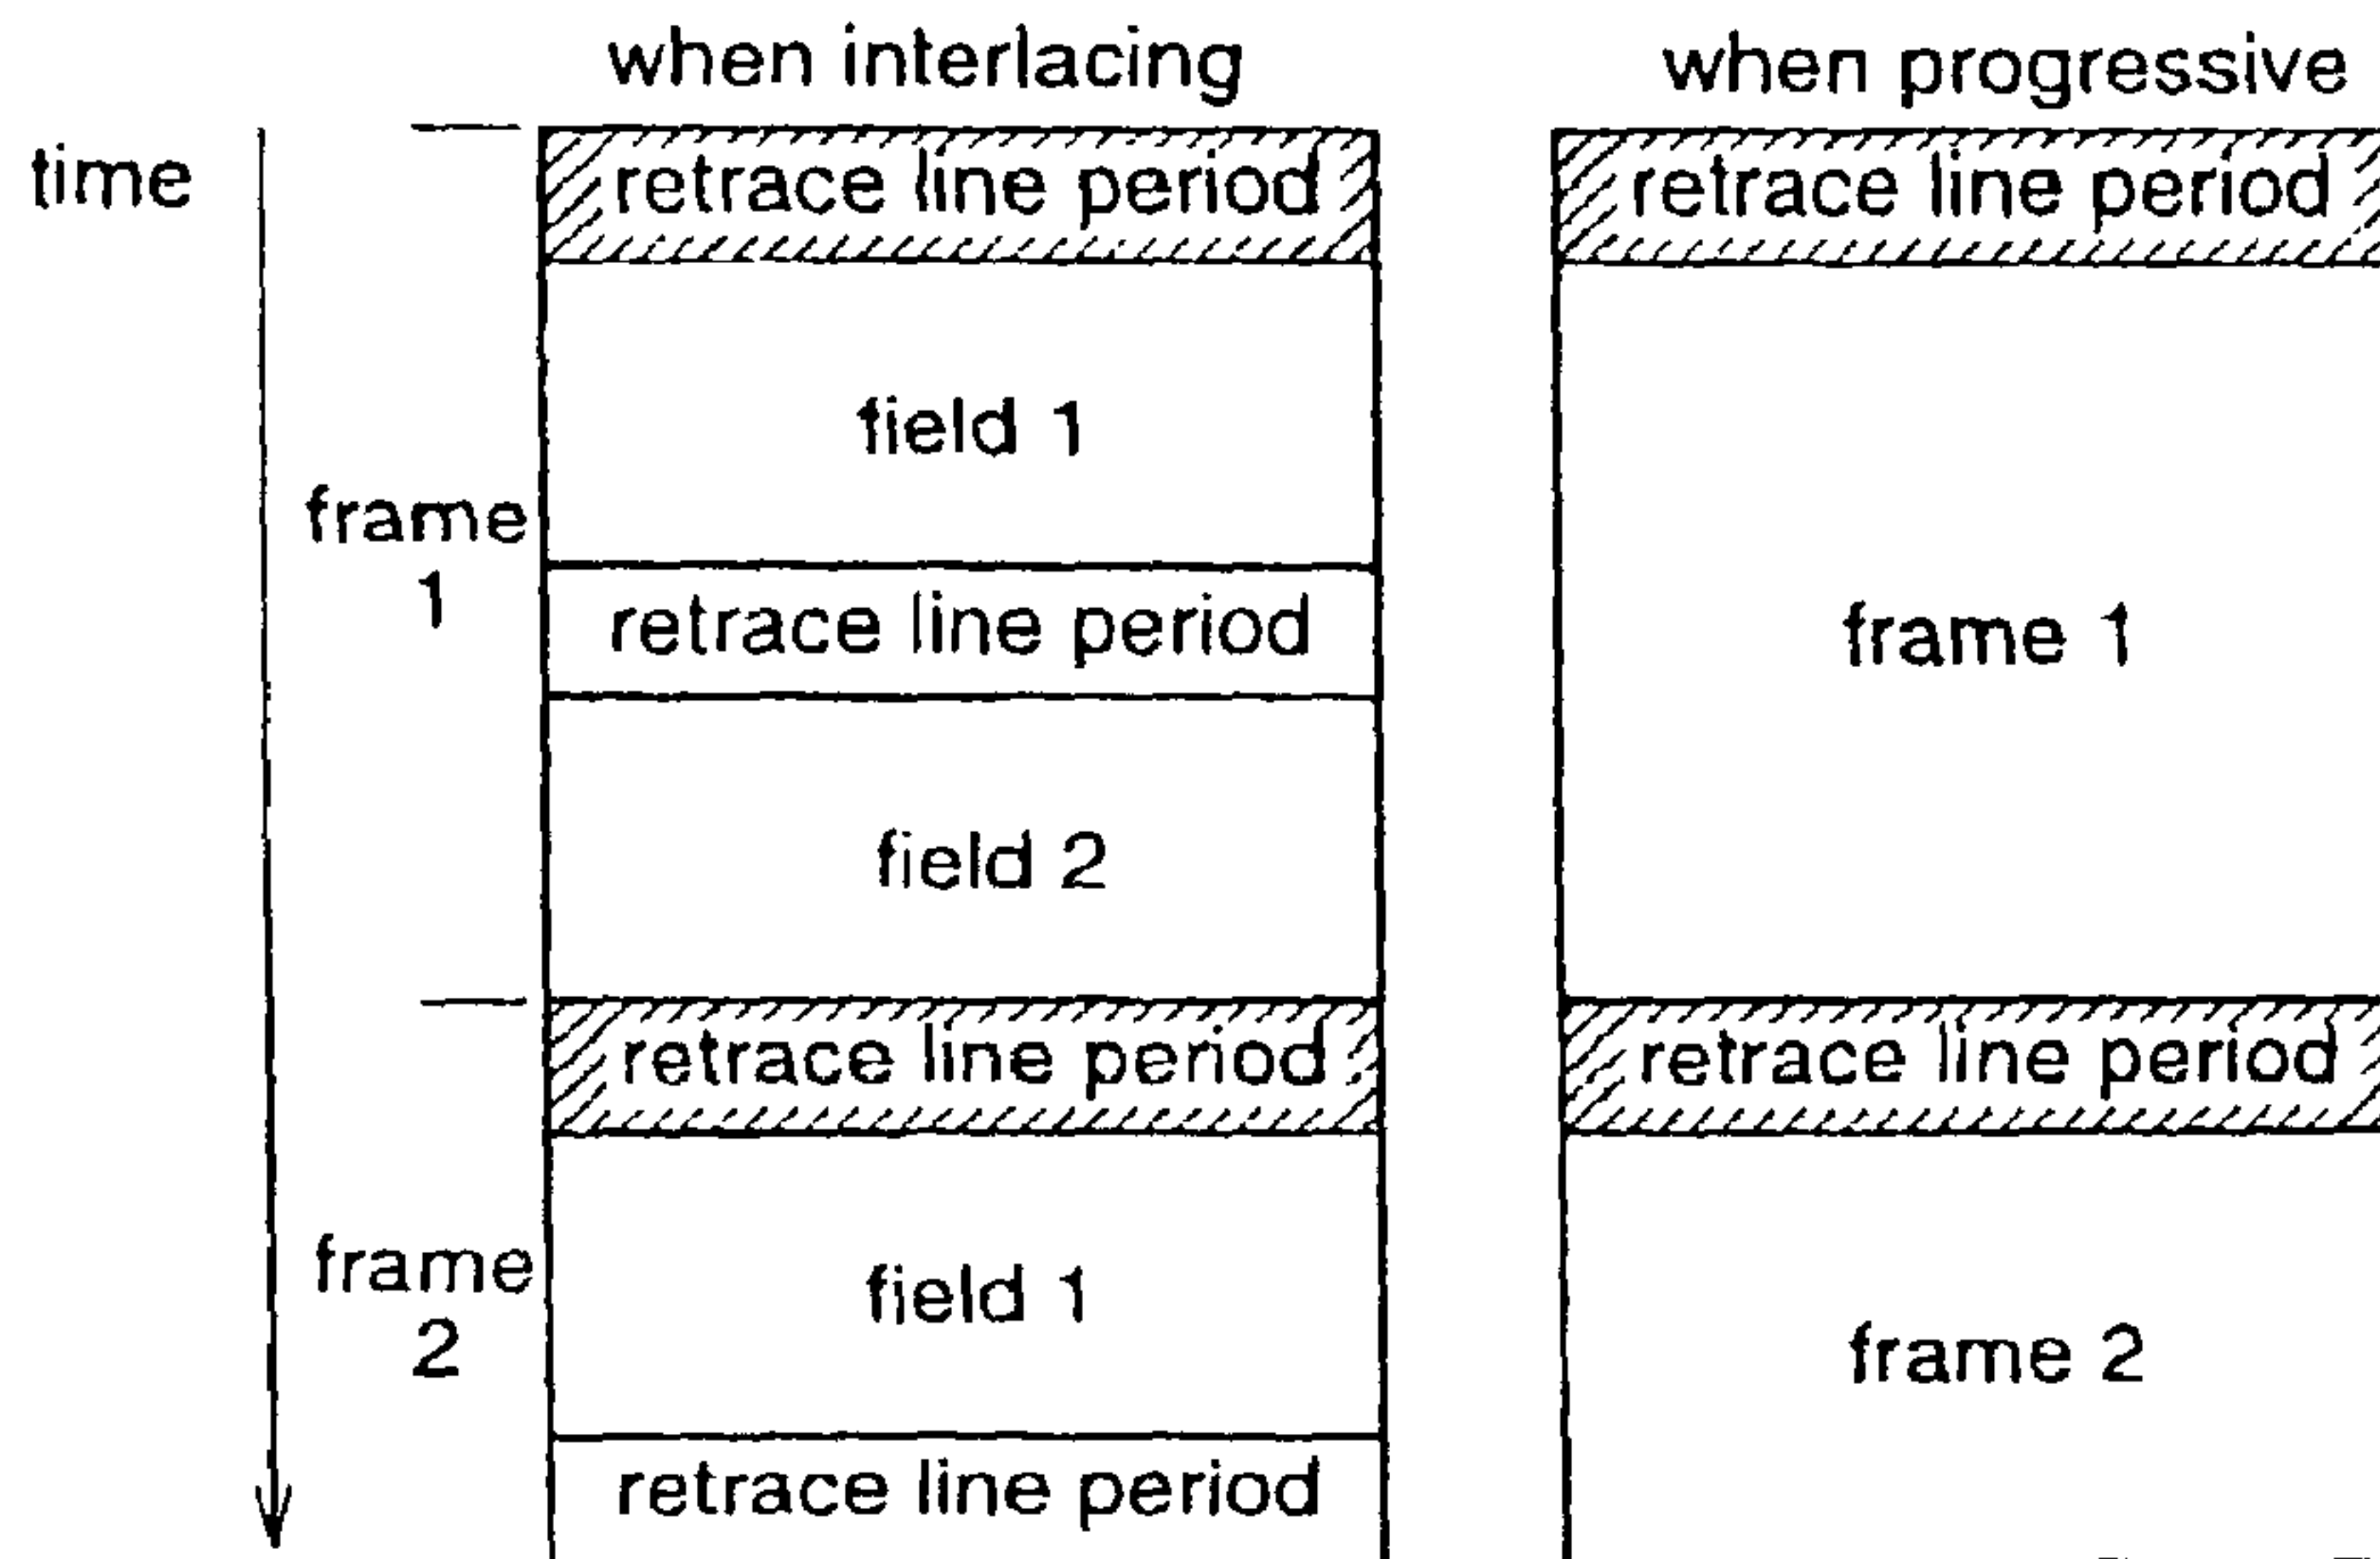 when interlacing
when progressive
time
retrace line period
retrace line period
field 1
frame
1
retrace line period
frame 1
field 2
retrace line period
retrace line period
frame
2
field 1
frame 2
retrace line period